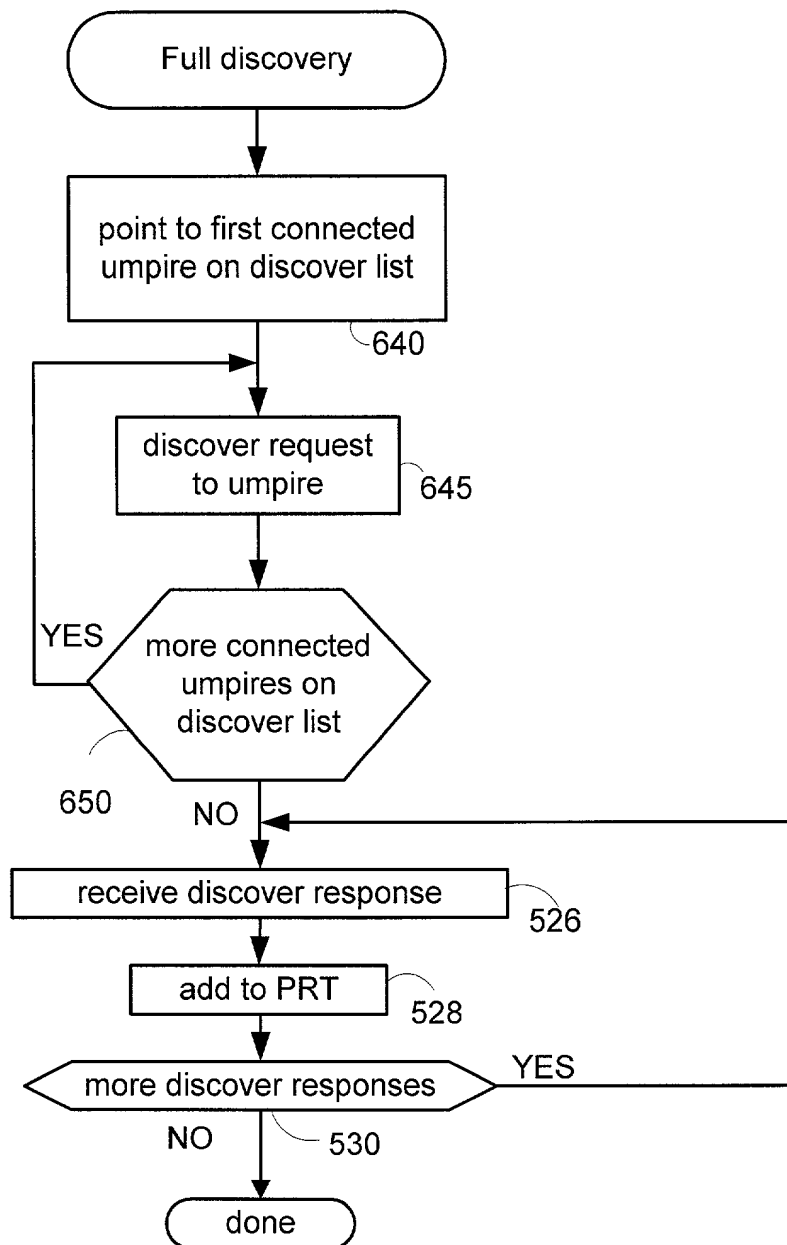 Full discovery
point to first connected
umpire on discover list
640
discover request
to umpire
645
YES
more connected
umpires on
discover list
650
NO
receive discover response
526
add to PRT
528
more discover responses
YES
NO
530
done